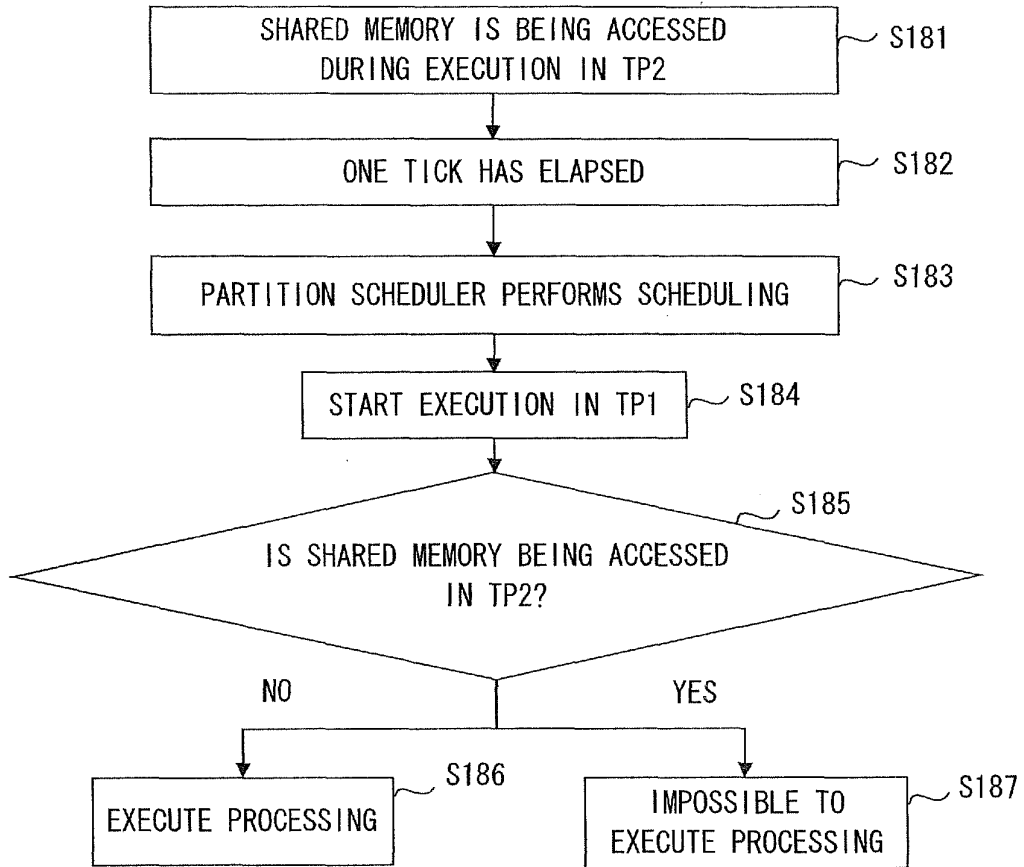 SHARED MEMORY IS BEING ACCESSED
DURING EXECUTION IN TP2
S181
ONE TICK HAS ELAPSED
S182
PARTITION SCHEDULER PERFORMS SCHEDULING
S183
START EXECUTION IN TP1
S184
S185
IS SHARED MEMORY BEING ACCESSED
IN TP2?
NO
YES
EXECUTE PROCESSING
S186
IMPOSSIBLE TO
EXECUTE PROCESSING
S187